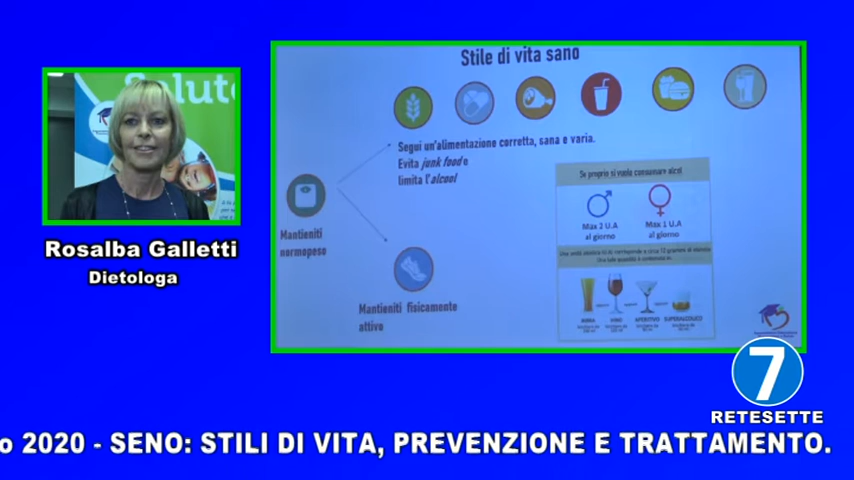 Salute
Rosalba Galletti
Dietologa
Stile di vita sano
Segui un'alimentazione corretta, sana e varia.
Evita junk food e
limita l'alcol
Mantieniti
normopeso
Mantieniti fisicamente
attivo
Se proprio si vuole consumare alcol
Max 2 U.A
al giorno
Max 1 U.A
al giorno
BIRRA
VINO
APERITIVO
SUPERALCOLICO
7
RETESETTE
o 2020 - SENO: STILI DI VITA, PREVENZIONE E TRATTAMENTO.